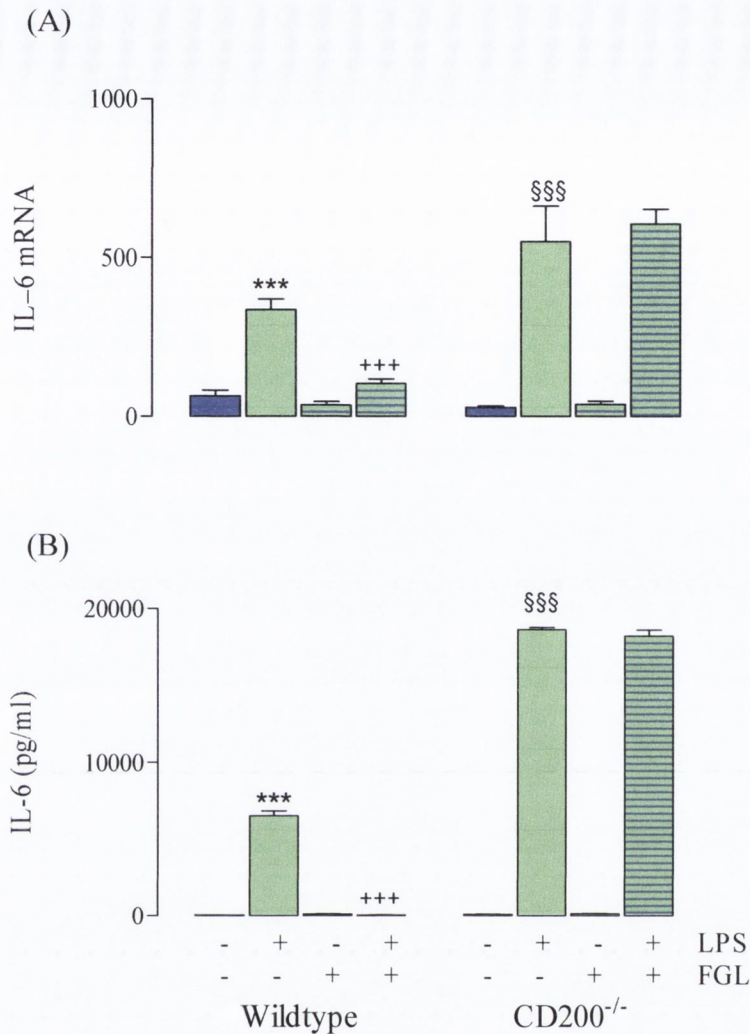 (A)
1000
500
0
IL-6 mRNA
***
+++
§§§
(B)
20000
10000
0
IL-6 (pg/ml)
***
+++
§§§
- + - + - + - + LPS
- - + + - - + + FGL
Wildtype CD200-/-